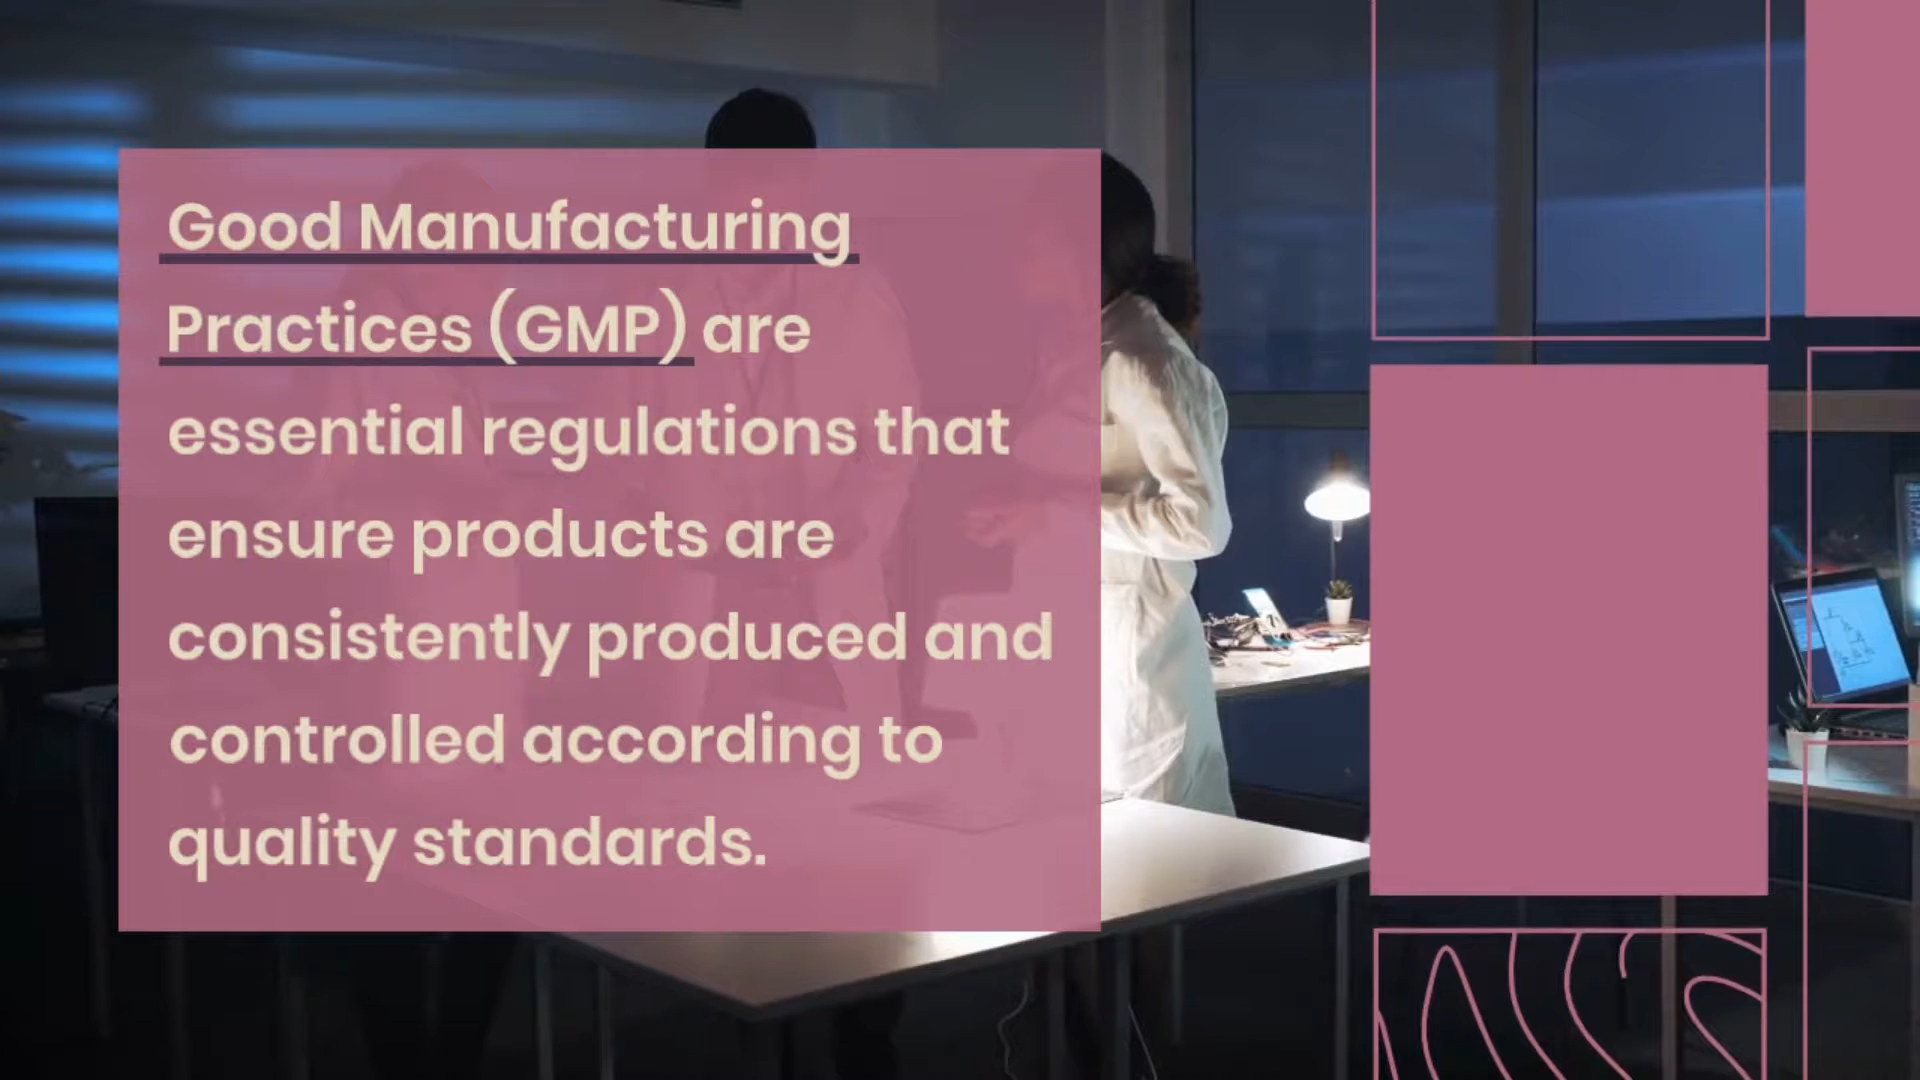 Good Manufacturing
Practices (GMP) are
essential regulations that
ensure products are
consistently produced and
controlled according to
quality standards.